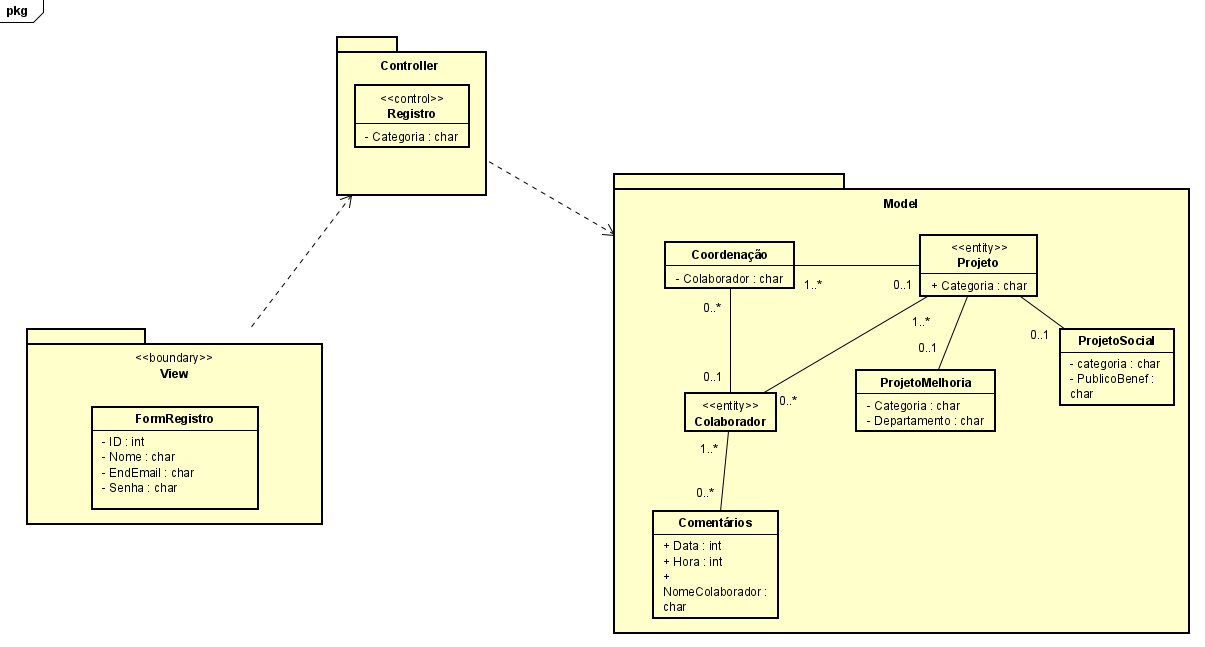 pkg
Controller
<<control>>
Registro
- Categoria : char
<<boundary>>
View
FormRegistro
- ID : int
- Nome : char
- EndEmail : char
- Senha : char
Model
Coordenação
- Colaborador : char
<<entity>>
Projeto
+ Categoria : char
1..*
0..1
0..*
0..1
1..*
0..*
0..1
0..1
ProjetoSocial
- categoria : char
- PublicoBenef :
char
ProjetoMelhoria
- Categoria : char
- Departamento : char
<<entity>>
Colaborador
1..*
0..*
Comentários
+ Data : int
+ Hora : int
+
NomeColaborador :
char